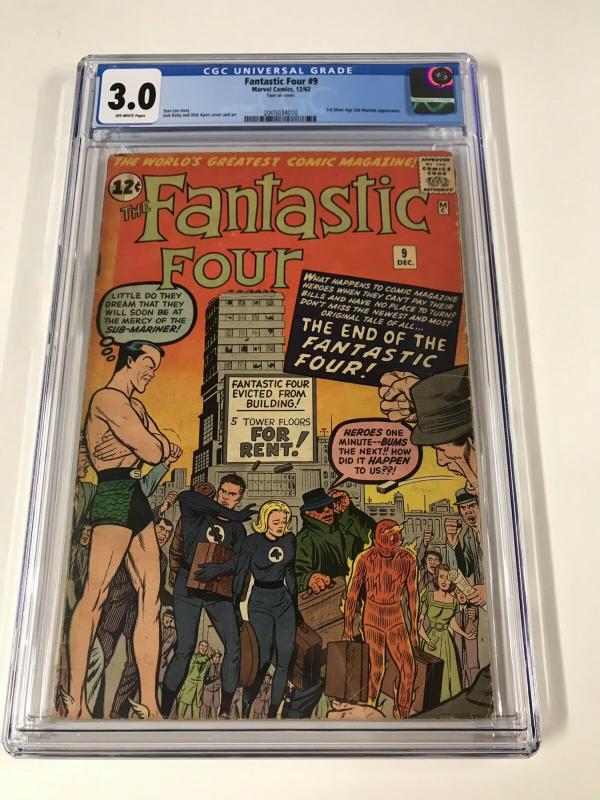 CGC UNIVERSAL GRADE
3.0
OFF-WHITE Pages
Fantastic Four #9
Marvel Comics, 12/62
Tape on cover
Stan Lee story
Jack Kirby and Dick Ayers cover and art
3rd Silver Age Sub-Mariner appearance
2005034010
THE WORLD'S GREATEST COMIC MAGAZINE!
APPROVED
BY THE
COMICS
CODE
AUTHORITY
12¢
THE Fantastic
Four
M
C
9
DEC.
LITTLE DO THEY
DREAM THAT THEY
WILL SOON BE AT
THE MERCY OF THE
SUB-MARINER!
WHAT HAPPENS TO COMIC MAGAZINE
HEROES WHEN THEY CAN'T PAY THEIR
BILLS AND HAVE NO PLACE TO TURN?
DON'T MISS THE NEWEST AND MOST
ORIGINAL TALE OF ALL...
THE END OF THE
FANTASTIC
FOUR!
FANTASTIC FOUR
EVICTED FROM
BUILDING!
5 TOWER FLOORS
FOR
RENT!
HEROES ONE
MINUTE--BUMS
THE NEXT!! HOW
DID IT HAPPEN
TO US??!
4
4